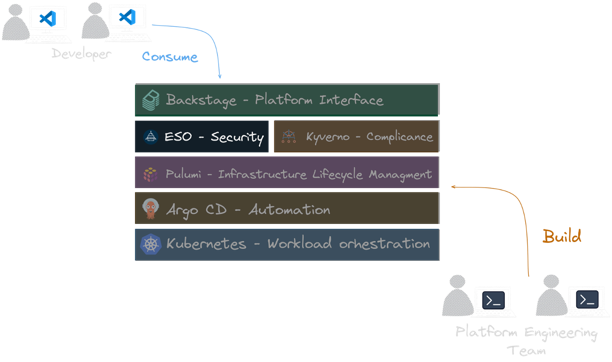 Developer
Consume
Backstage - Platform Interface
ESO - Security
Kyverno - Complicance
Pulumi - Infrastructure Lifecycle Managment
Argo CD - Automation
Kubernetes - Workload orhestration
Build
Platform Engineering
Team